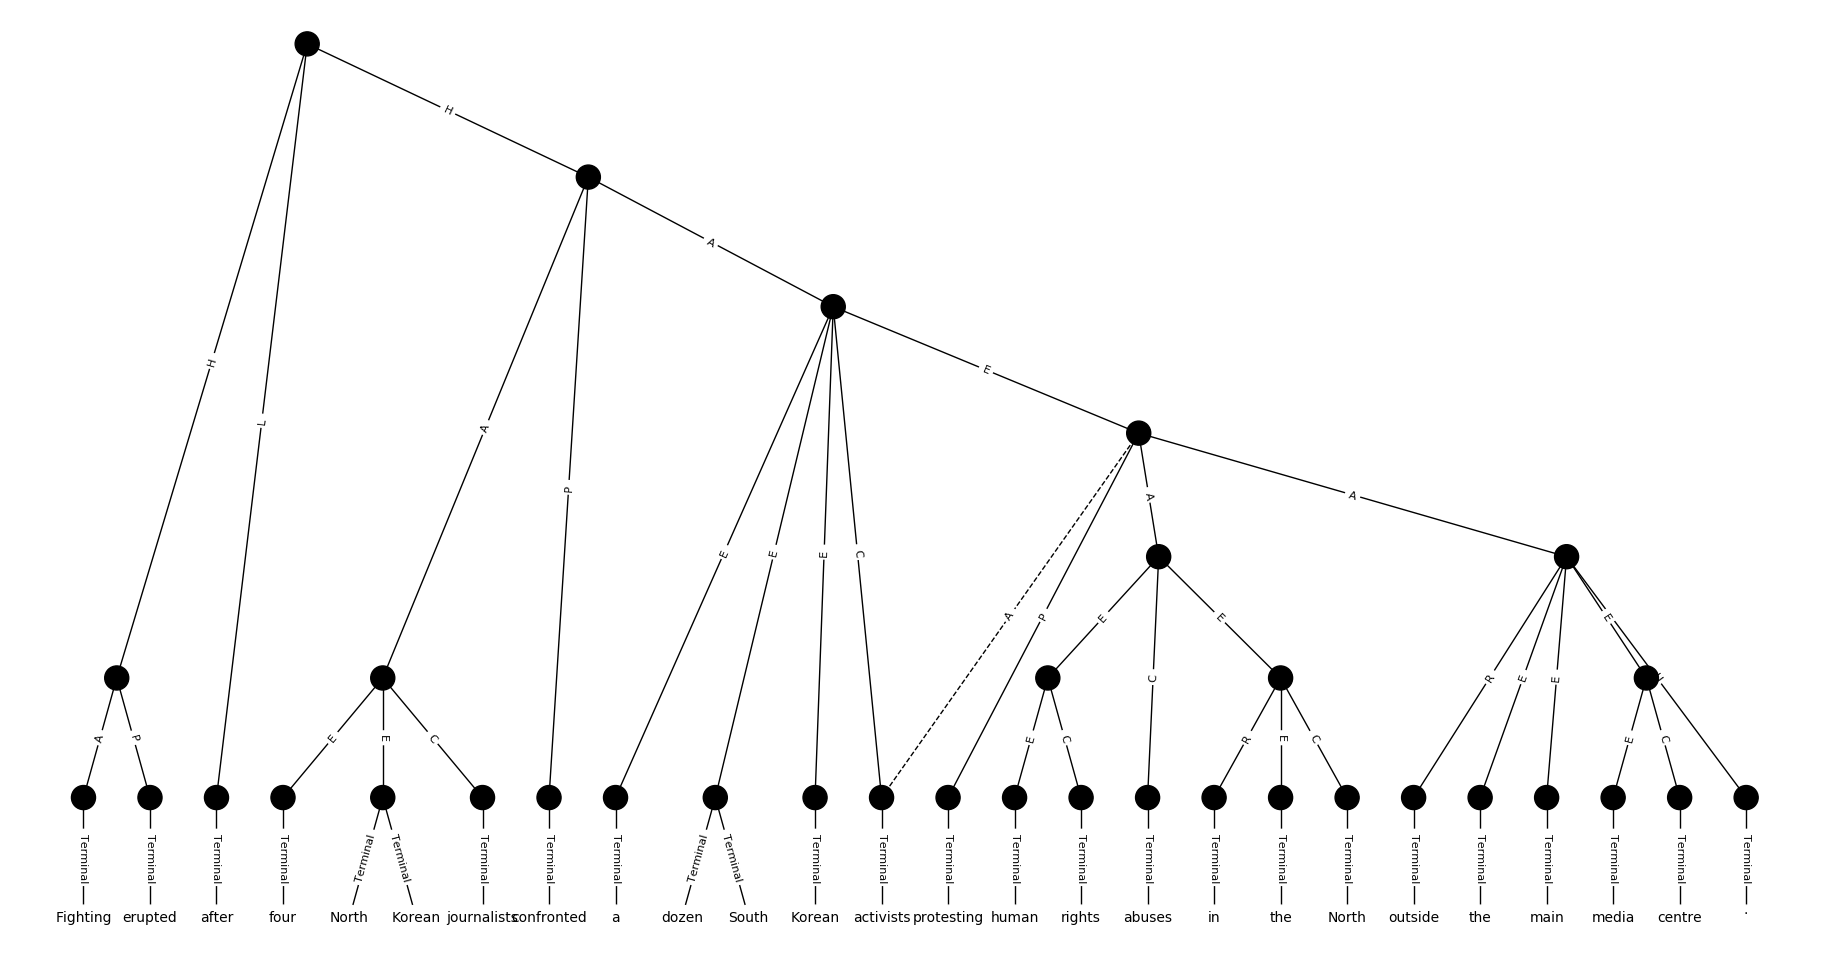 H
A
H
E
L
A
P
A
A
E E E C
A P E E
R E E E C U
C
A P E E C E C R E C E C
Terminal Terminal Terminal Terminal Terminal Terminal Terminal Terminal Terminal Terminal Terminal Terminal Terminal Terminal Terminal Terminal Terminal Terminal Terminal Terminal Terminal Terminal Terminal Terminal Terminal Terminal
Fighting erupted after four North Korean journalists confronted a dozen South Korean activists protesting human rights abuses in the North outside the main media centre .